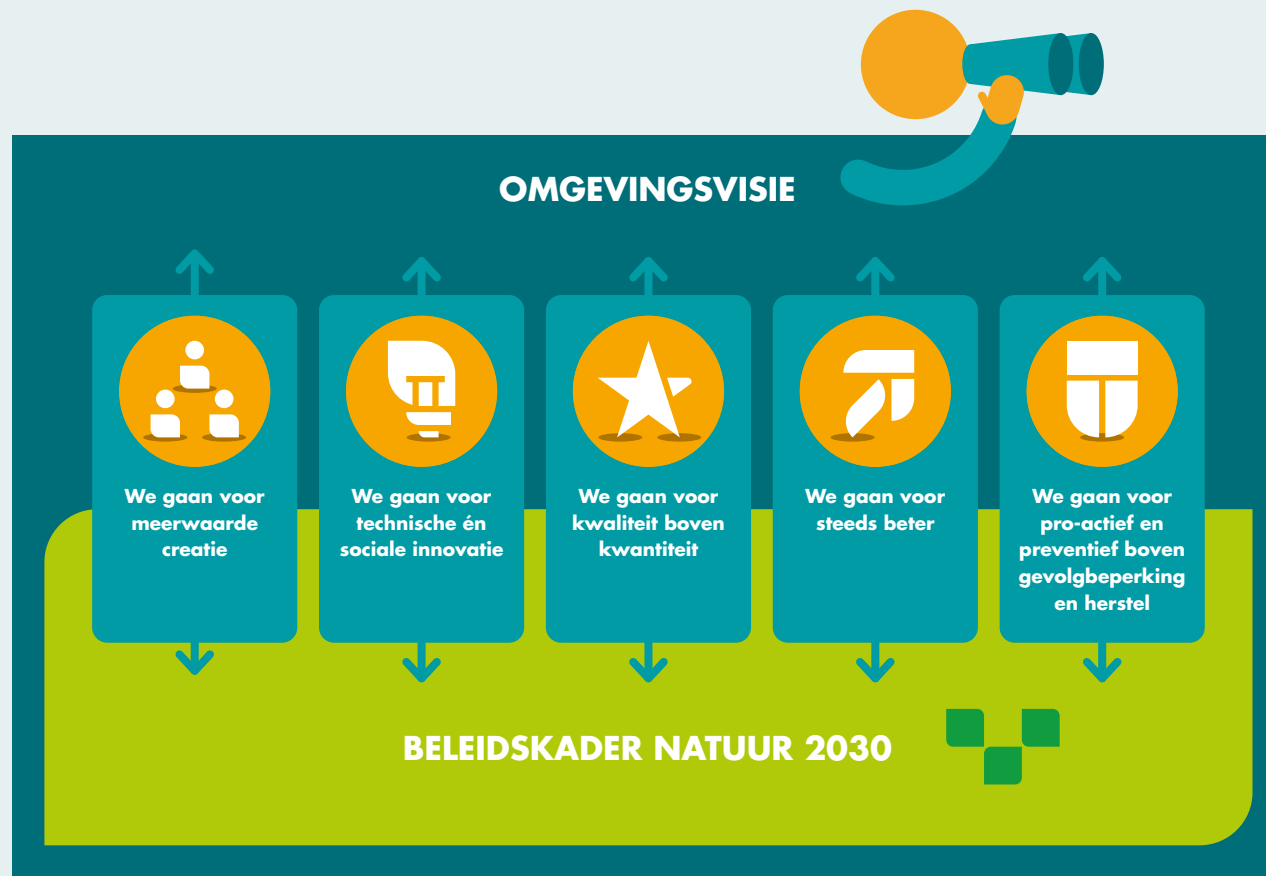 OMGEVINGSVISIE
We gaan voor
meerwaarde
creatie
We gaan voor
technische én
sociale innovatie
We gaan voor
kwaliteit boven
kwantiteit
We gaan voor
steeds beter
We gaan voor
pro-actief en
preventief boven
gevolgbeperking
en herstel
BELEIDSKADER NATUUR 2030